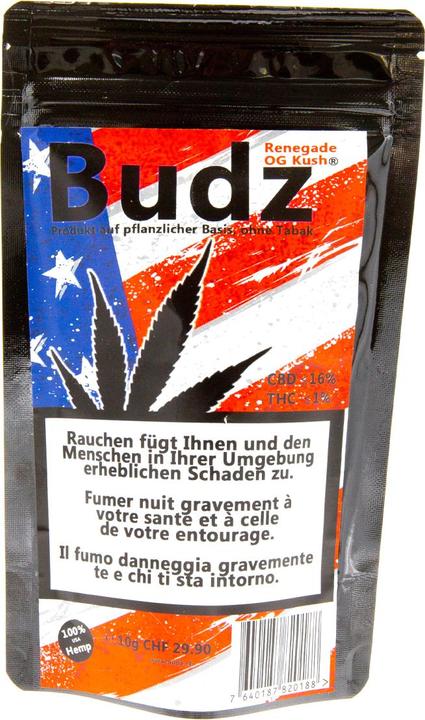 Budz
Renegade
OG Kush®
Produkt auf pflanzlicher Basis, ohne Tabak
CBD ~16%
THC <1%
Rauchen fügt Ihnen und den
Menschen in Ihrer Umgebung
erheblichen Schaden zu.
Fumer nuit gravement à
votre santé et à celle
de votre entourage.
Il fumo danneggia gravemente
te e chi ti sta intorno.
100%
USA
Hemp
10g CHF 29.90
7 640187 820188 >